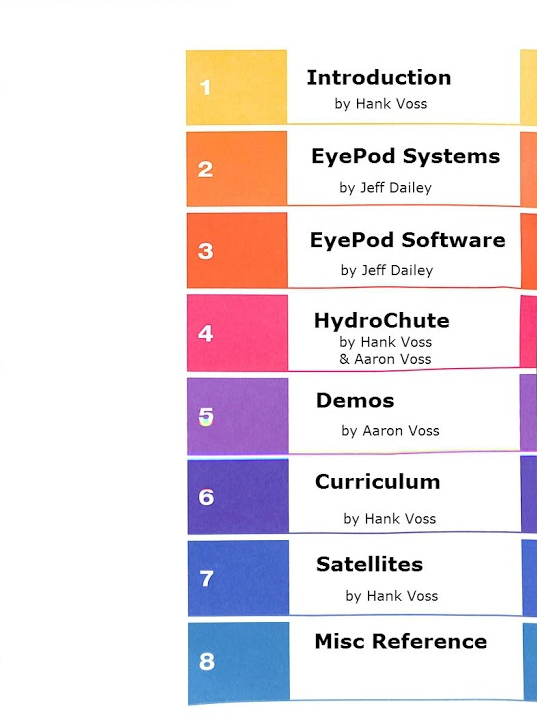 1
Introduction
by Hank Voss
2
EyePod Systems
by Jeff Dailey
3
EyePod Software
by Jeff Dailey
4
HydroChute
by Hank Voss
& Aaron Voss
5
Demos
by Aaron Voss
6
Curriculum
by Hank Voss
7
Satellites
by Hank Voss
8
Misc Reference